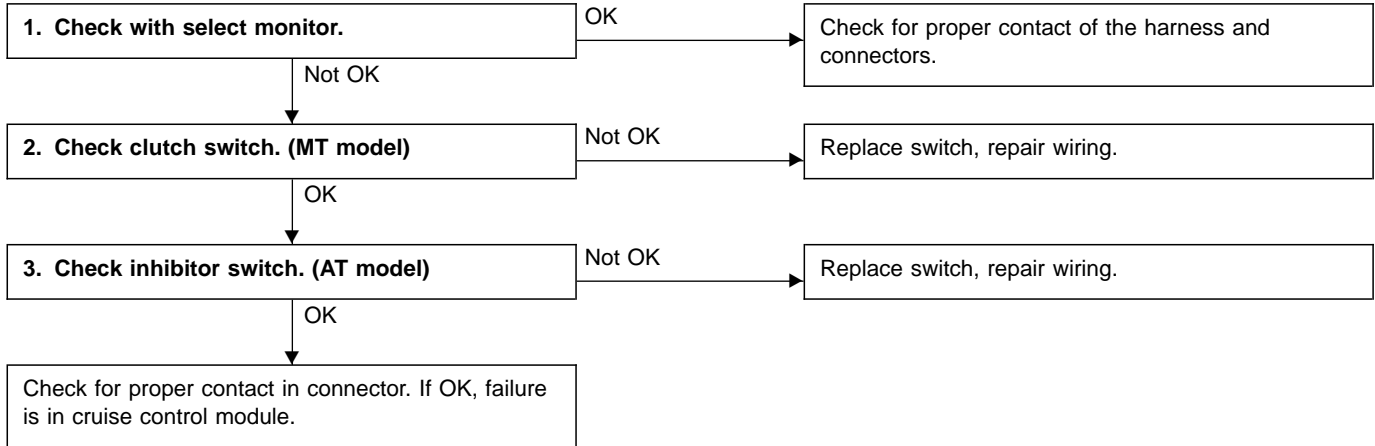 1. Check with select monitor.
OK
Check for proper contact of the harness and
connectors.
Not OK
2. Check clutch switch. (MT model)
Not OK
Replace switch, repair wiring.
OK
3. Check inhibitor switch. (AT model)
Not OK
Replace switch, repair wiring.
OK
Check for proper contact in connector. If OK, failure
is in cruise control module.